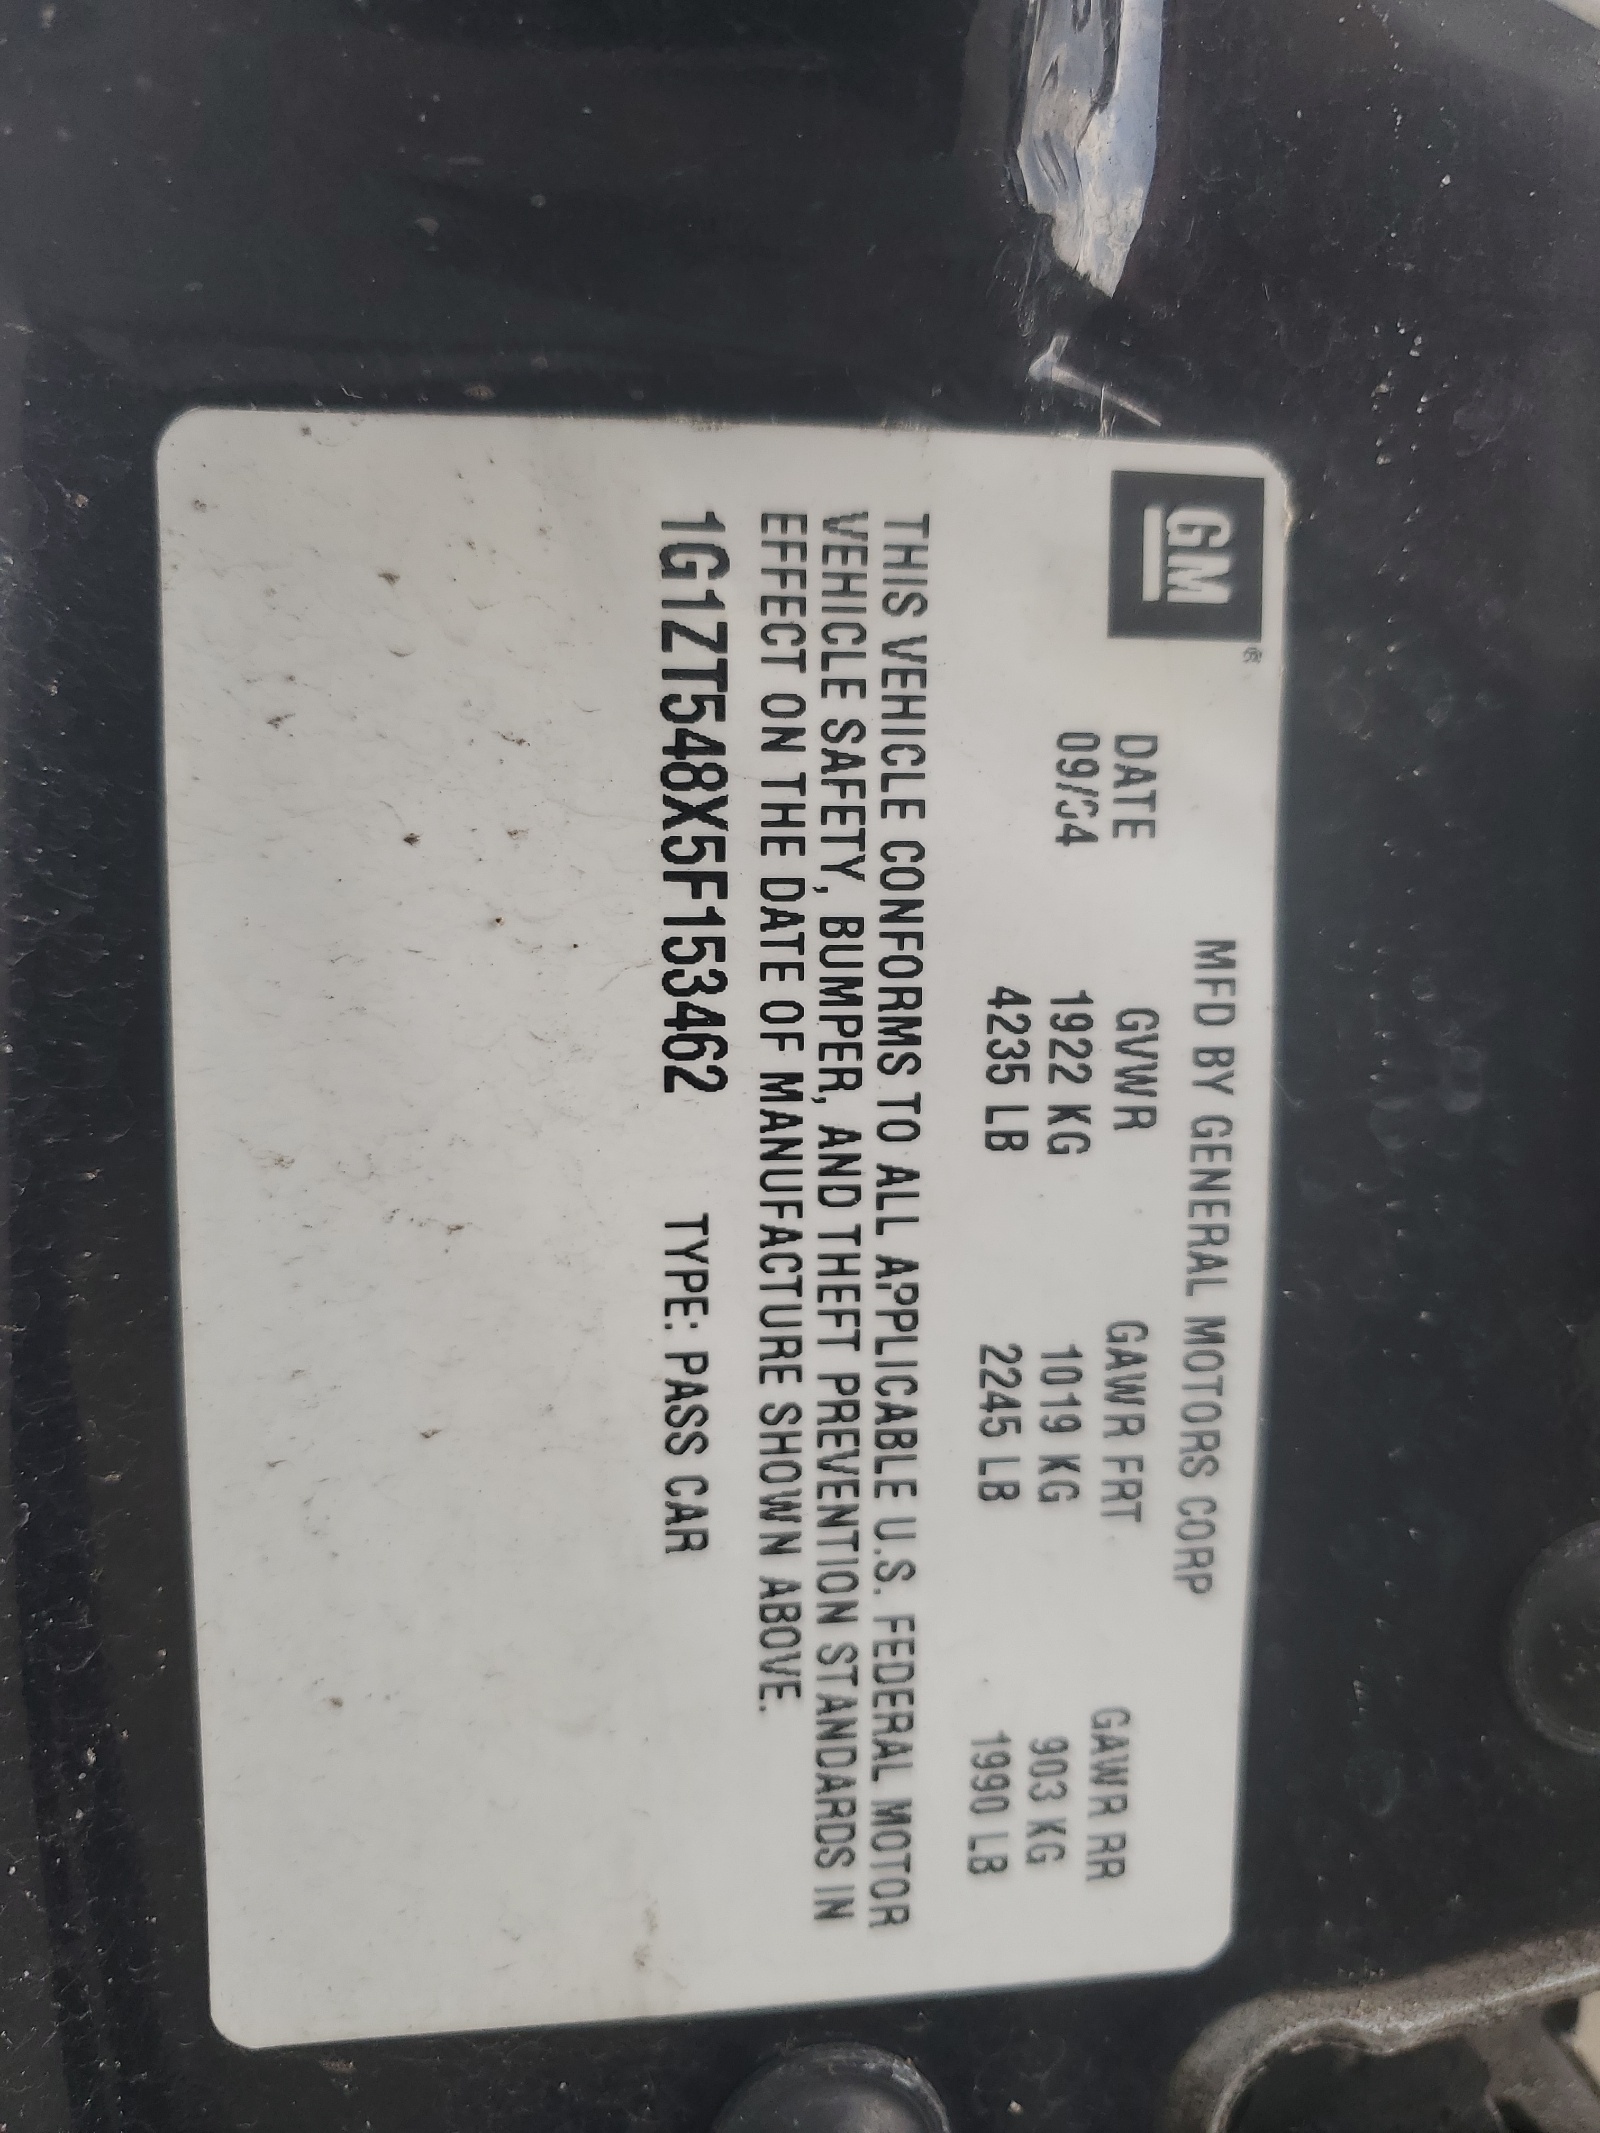 GM®
MFD BY GENERAL MOTORS CORP
DATE GVWR GAWR FRT GAWR RR
09/04 1922 KG 1019 KG 903 KG
4235 LB 2245 LB 1990 LB
THIS VEHICLE CONFORMS TO ALL APPLICABLE U.S. FEDERAL MOTOR
VEHICLE SAFETY, BUMPER, AND THEFT PREVENTION STANDARDS IN
EFFECT ON THE DATE OF MANUFACTURE SHOWN ABOVE.
1G1ZT548X5F153462 TYPE: PASS CAR